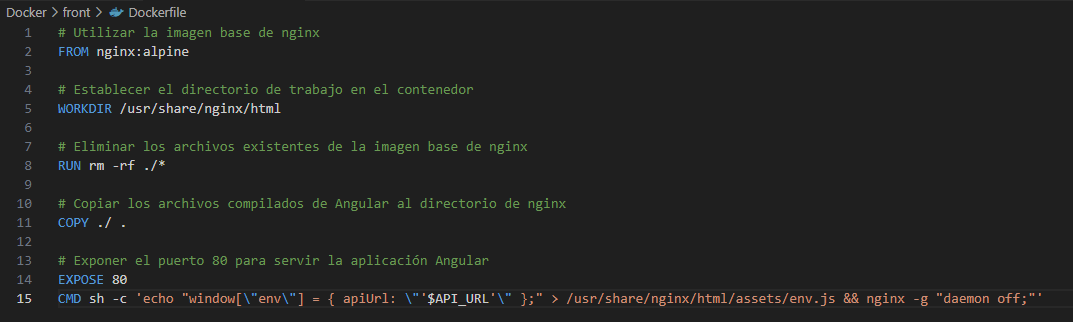 Docker > front > Dockerfile
1 # Utilizar la imagen base de nginx
2 FROM nginx:alpine
3
4 # Establecer el directorio de trabajo en el contenedor
5 WORKDIR /usr/share/nginx/html
6
7 # Eliminar los archivos existentes de la imagen base de nginx
8 RUN rm -rf ./*
9
10 # Copiar los archivos compilados de Angular al directorio de nginx
11 COPY ./ .
12
13 # Exponer el puerto 80 para servir la aplicación Angular
14 EXPOSE 80
15 CMD sh -c 'echo "window[\"env\"] = { apiUrl: \"'$API_URL'\" };" > /usr/share/nginx/html/assets/env.js && nginx -g "daemon off;"'